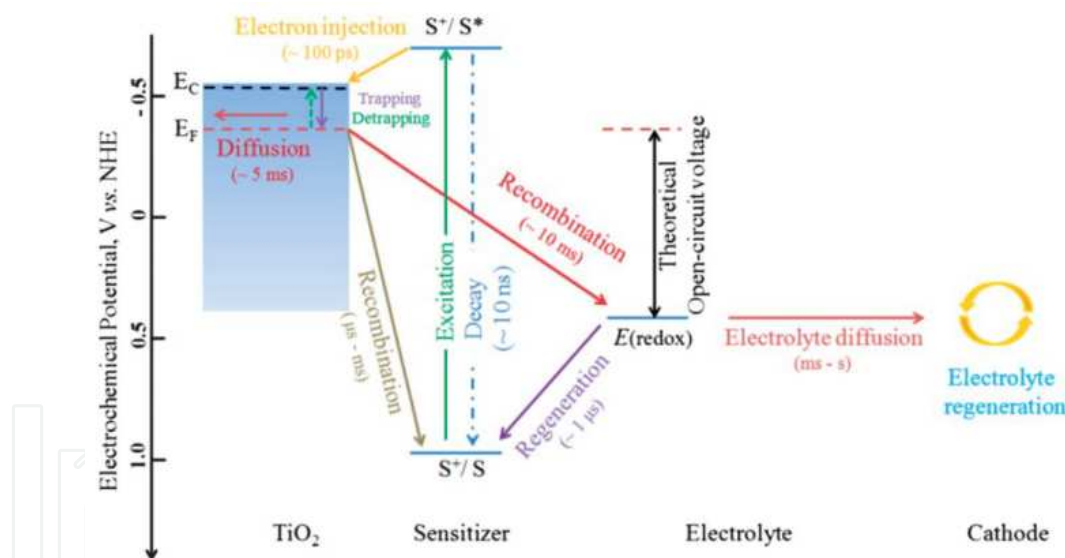 Electron injection
(~ 100 ps)
S⁺/ S*
E_C
E_F
Trapping
Detrapping
Diffusion
(~ 5 ms)
Recombination
(~ 10 ms)
Recombination
(μs - ms)
Excitation
Decay
(~ 10 ns)
Theoretical
Open-circuit voltage
E(redox)
Regeneration
(~ 1 μs)
S⁺/ S
Electrolyte diffusion
(ms - s)
Electrolyte
regeneration
Electrochemical Potential, V vs. NHE
-0.5
0
0.5
1.0
TiO₂
Sensitizer
Electrolyte
Cathode